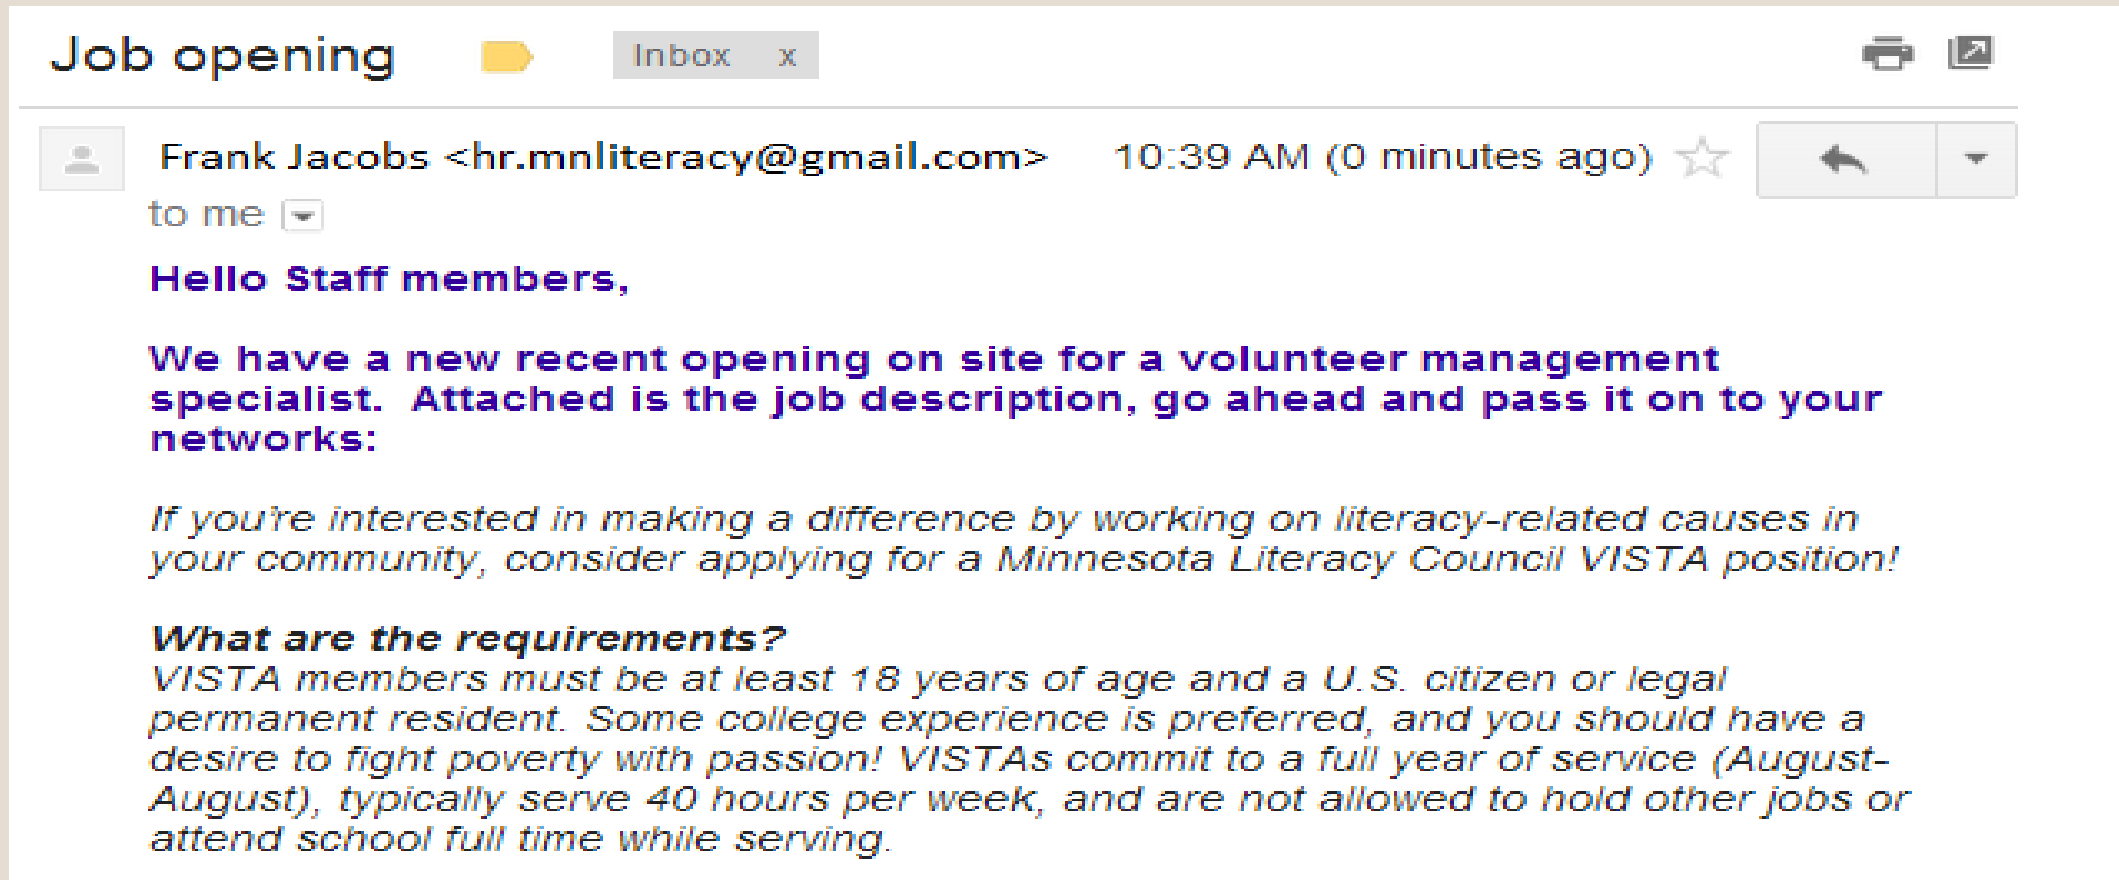 Job opening Inbox x
Frank Jacobs <hr.mnliteracy@gmail.com> 10:39 AM (0 minutes ago)
to me
Hello Staff members,
We have a new recent opening on site for a volunteer management
specialist.  Attached is the job description, go ahead and pass it on to your
networks:
If you're interested in making a difference by working on literacy-related causes in
your community, consider applying for a Minnesota Literacy Council VISTA position!
What are the requirements?
VISTA members must be at least 18 years of age and a U.S. citizen or legal
permanent resident. Some college experience is preferred, and you should have a
desire to fight poverty with passion! VISTAs commit to a full year of service (August-
August), typically serve 40 hours per week, and are not allowed to hold other jobs or
attend school full time while serving.